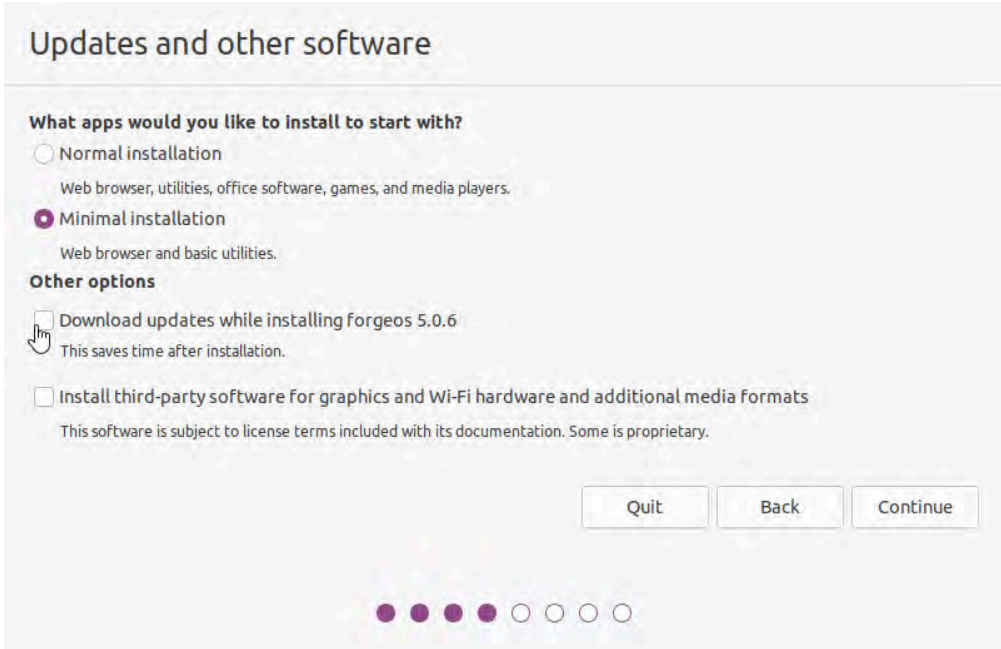 Updates and other software
What apps would you like to install to start with?
Normal installation
Web browser, utilities, office software, games, and media players.
Minimal installation
Web browser and basic utilities.
Other options
Download updates while installing forgeos 5.0.6
This saves time after installation.
Install third-party software for graphics and Wi-Fi hardware and additional media formats
This software is subject to license terms included with its documentation. Some is proprietary.
Quit Back Continue